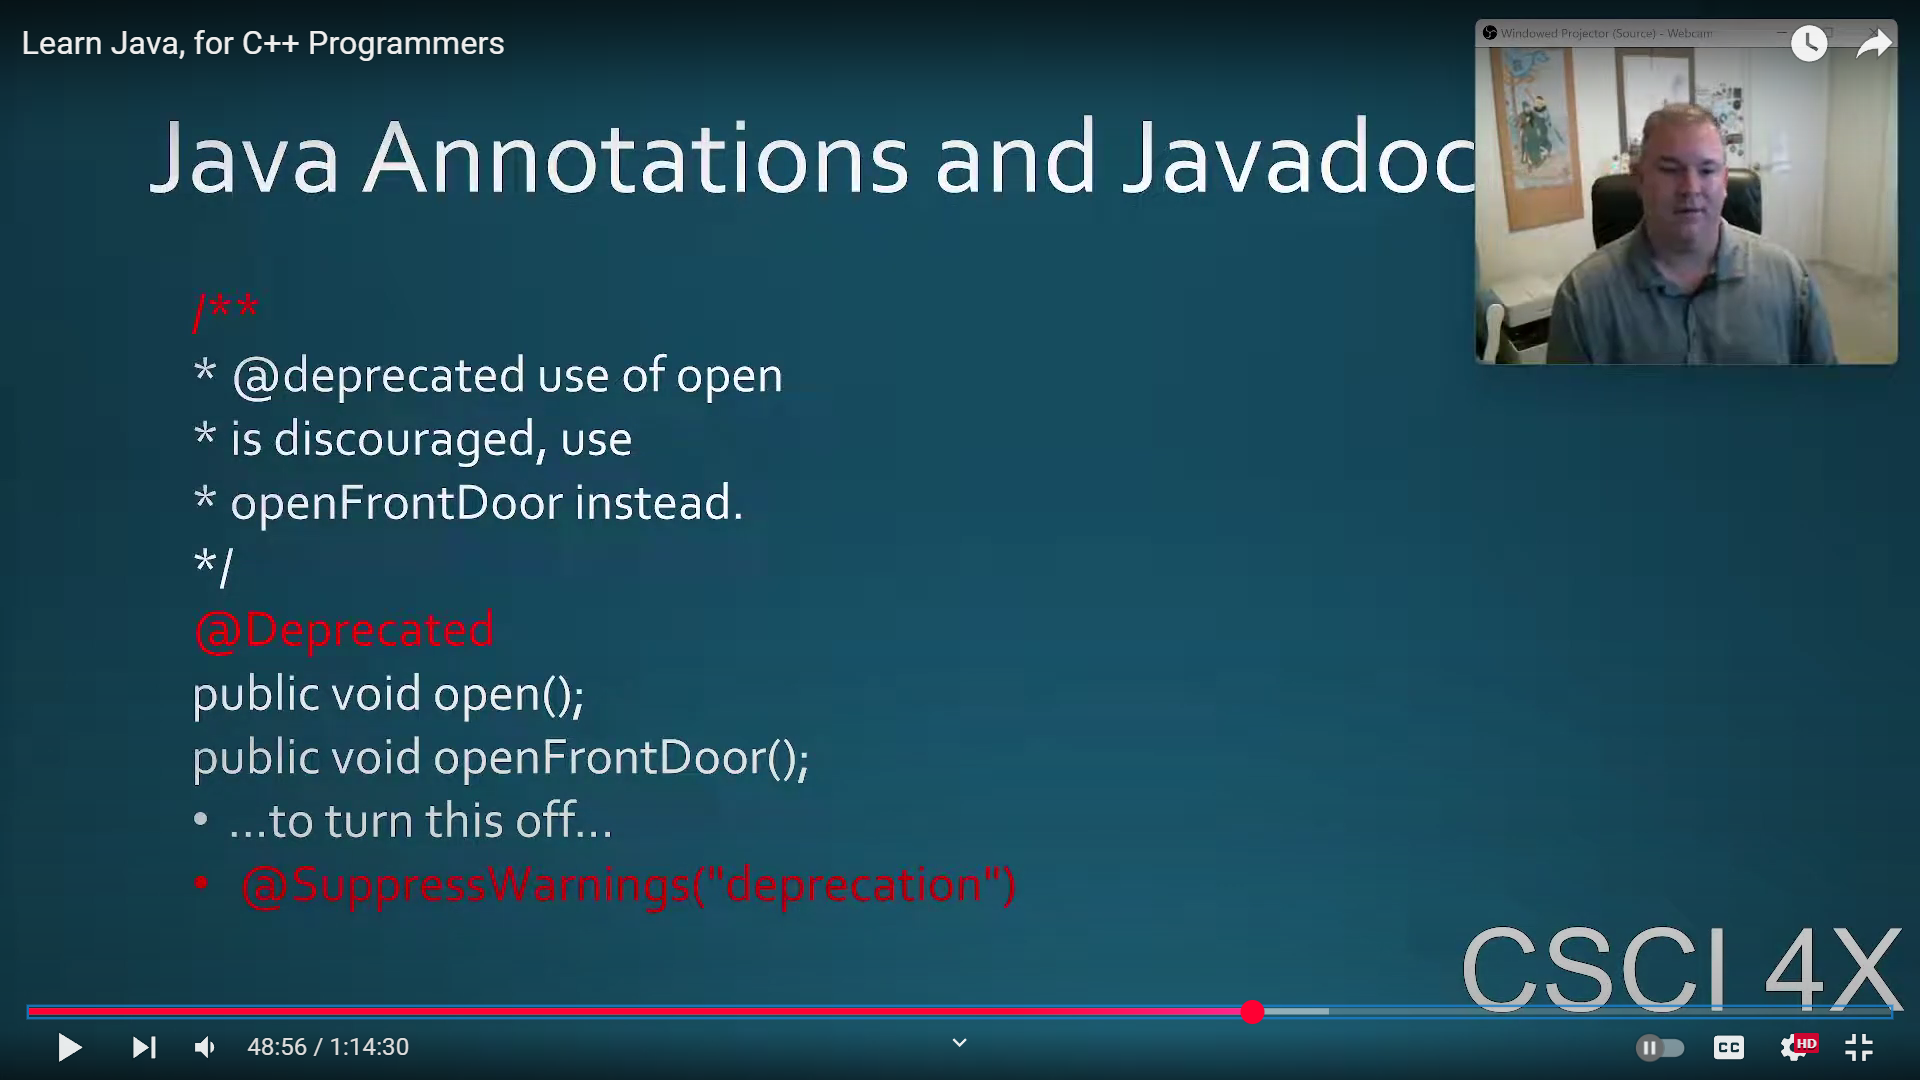 Learn Java, for C++ Programmers
Windowed Projector (Source) - Webcam
Java Annotations and Javadoc
/**
* @deprecated use of open
* is discouraged, use
* openFrontDoor instead.
*/
@Deprecated
public void open();
public void openFrontDoor();
• ...to turn this off...
• @SuppressWarnings("deprecation")
CSCI 4X
48:56 / 1:14:30
CC
HD